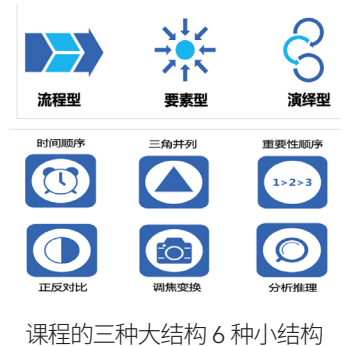 流程型 要素型 演绎型
时间顺序 三角并列 重要性顺序
1>2>3
正反对比 调焦变换 分析推理
课程的三种大结构 6 种小结构